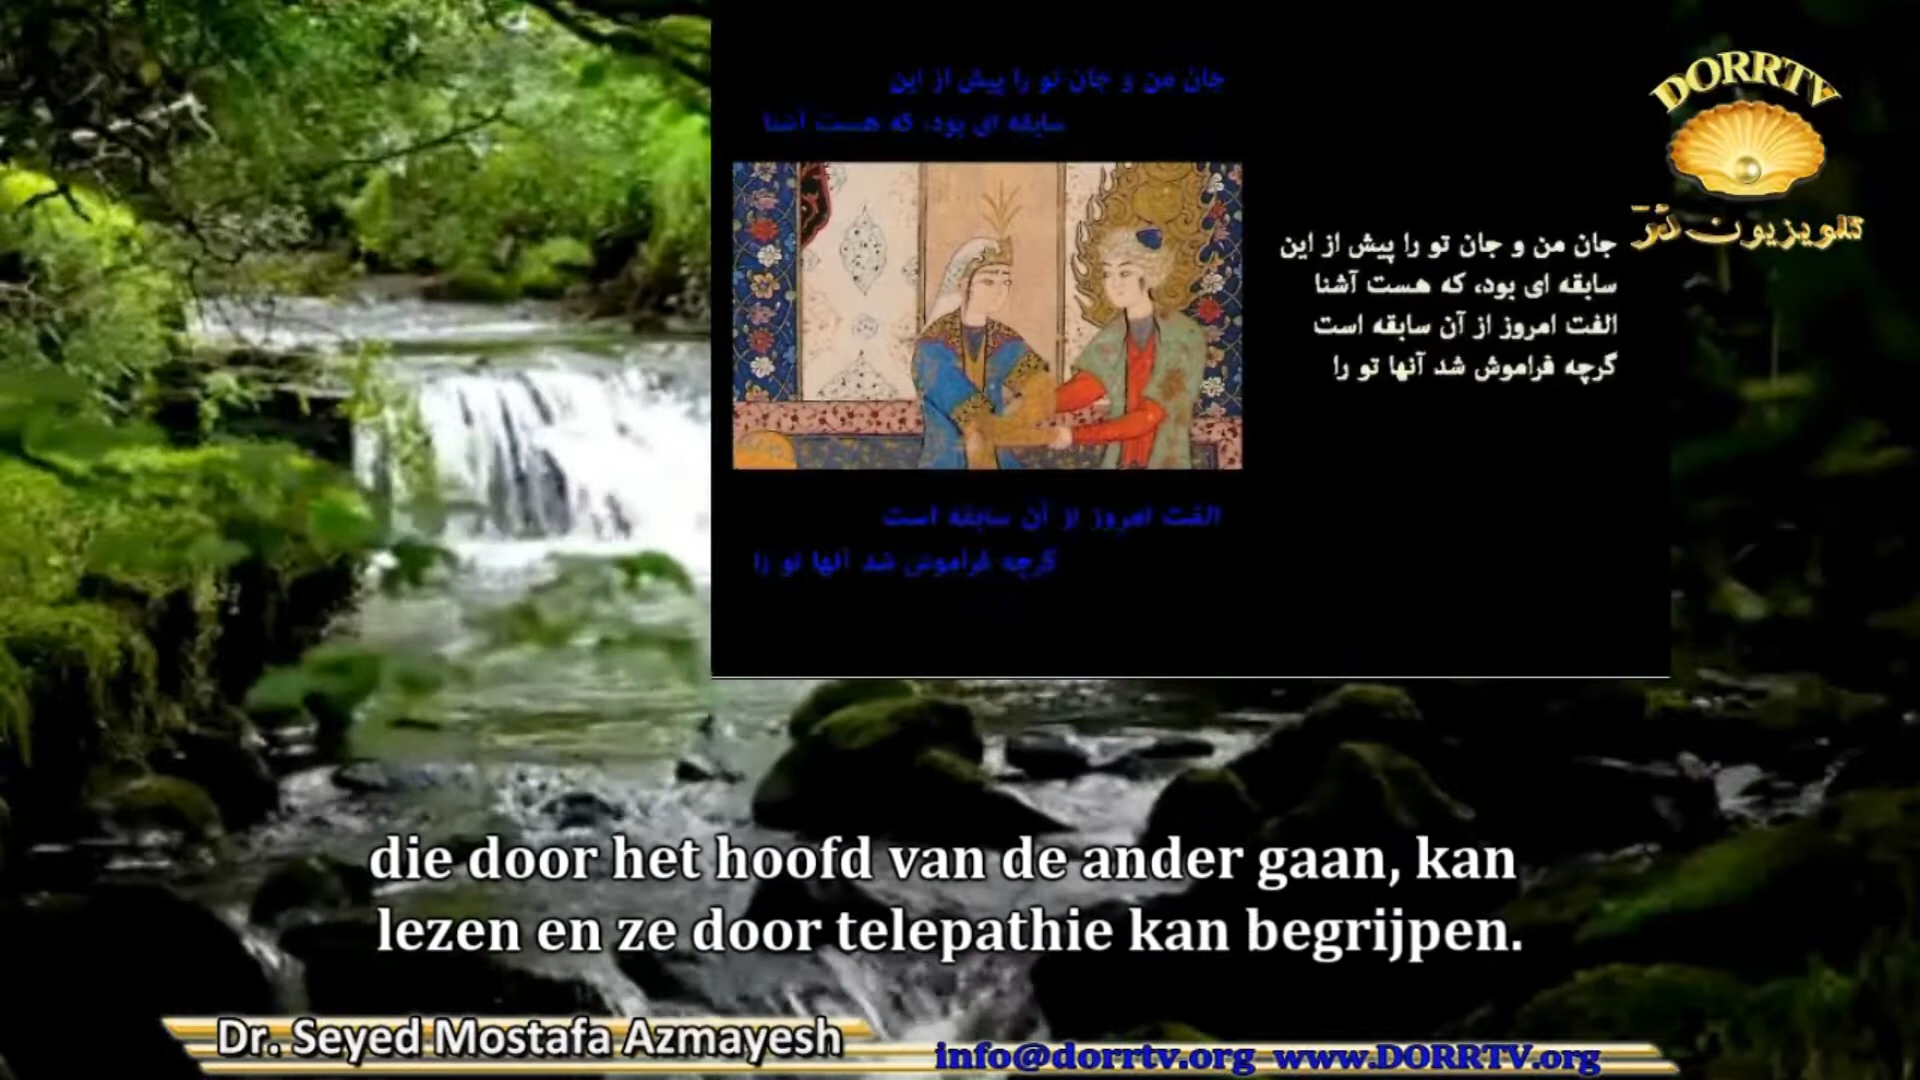 DORRTV
تلویزیون دُرّ
جان من و جان تو را پیش از این
سابقه ای بود، که هست آشنا
جان من و جان تو را پیش از این
سابقه ای بود، که هست آشنا
الفت امروز از آن سابقه است
گرچه فراموش شد آنها تو را
الفت امروز از آن سابقه است
گرچه فراموش شد آنها تو را
die door het hoofd van de ander gaan, kan
lezen en ze door telepathie kan begrijpen.
Dr. Seyed Mostafa Azmayesh
info@dorrtv.org www.DORRTV.org